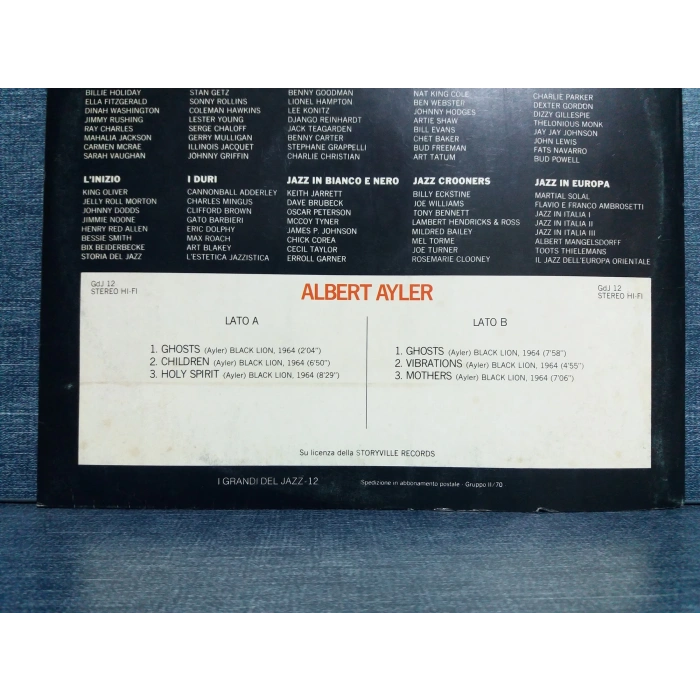 BILLIE HOLIDAY
ELLA FITZGERALD
DINAH WASHINGTON
JIMMY RUSHING
RAY CHARLES
MAHALIA JACKSON
CARMEN MCRAE
SARAH VAUGHAN
STAN GETZ
SONNY ROLLINS
COLEMAN HAWKINS
LESTER YOUNG
SERGE CHALOFF
GERRY MULLIGAN
ILLINOIS JACQUET
JOHNNY GRIFFIN
BENNY GOODMAN
LIONEL HAMPTON
LEE KONITZ
DJANGO REINHARDT
JACK TEAGARDEN
BENNY CARTER
STEPHANE GRAPPELLI
CHARLIE CHRISTIAN
NAT KING COLE
BEN WEBSTER
JOHNNY HODGES
ARTIE SHAW
BILL EVANS
CHET BAKER
BUD FREEMAN
ART TATUM
CHARLIE PARKER
DEXTER GORDON
DIZZY GILLESPIE
THELONIOUS MONK
JAY JAY JOHNSON
JOHN LEWIS
FATS NAVARRO
BUD POWELL
L'INIZIO
KING OLIVER
JELLY ROLL MORTON
JOHNNY DODDS
JIMMIE NOONE
HENRY RED ALLEN
BESSIE SMITH
BIX BEIDERBECKE
STORIA DEL JAZZ
I DURI
CANNONBALL ADDERLEY
CHARLES MINGUS
CLIFFORD BROWN
GATO BARBIERI
ERIC DOLPHY
MAX ROACH
ART BLAKEY
L'ESTETICA JAZZISTICA
JAZZ IN BIANCO E NERO
KEITH JARRETT
DAVE BRUBECK
OSCAR PETERSON
MCCOY TYNER
JAMES P. JOHNSON
CHICK COREA
CECIL TAYLOR
ERROLL GARNER
JAZZ CROONERS
BILLY ECKSTINE
JOE WILLIAMS
TONY BENNETT
LAMBERT HENDRICKS & ROSS
MILDRED BAILEY
MEL TORME
JOE TURNER
ROSEMARIE CLOONEY
JAZZ IN EUROPA
MARTIAL SOLAL
FLAVIO E FRANCO AMBROSETTI
JAZZ IN ITALIA I
JAZZ IN ITALIA II
JAZZ IN ITALIA III
ALBERT MANGELSDORFF
TOOTS THIELEMANS
IL JAZZ DELL'EUROPA ORIENTALE
GdJ 12
STEREO HI-FI
ALBERT AYLER
GdJ 12
STEREO HI-FI
LATO A
1. GHOSTS (Ayler) BLACK LION, 1964 (2'04")
2. CHILDREN (Ayler) BLACK LION, 1964 (6'50")
3. HOLY SPIRIT (Ayler) BLACK LION, 1964 (8'29")
LATO B
1. GHOSTS (Ayler) BLACK LION, 1964 (7'58")
2. VIBRATIONS (Ayler) BLACK LION, 1964 (4'55")
3. MOTHERS (Ayler) BLACK LION, 1964 (7'06")
Su licenza della STORYVILLE RECORDS
I GRANDI DEL JAZZ-12
Spedizione in abbonamento postale - Gruppo II/70